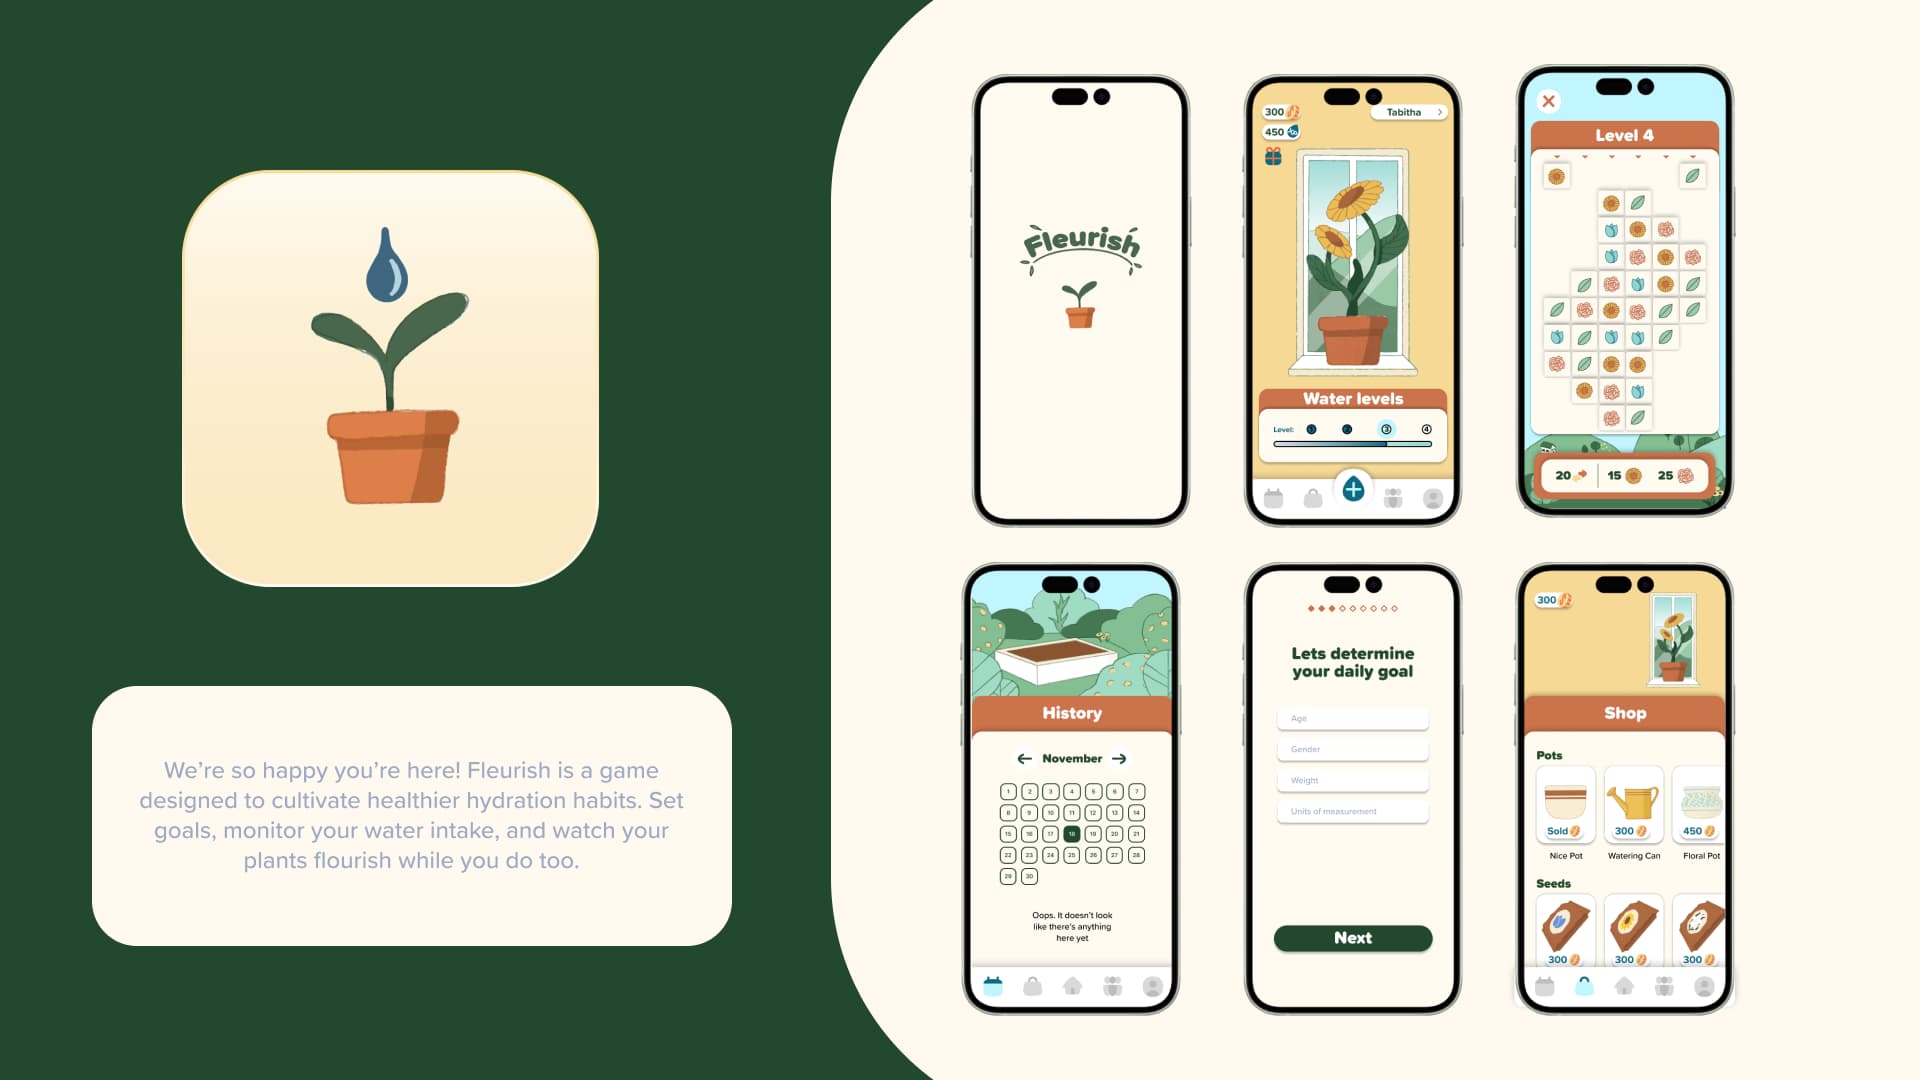 We're so happy you're here! Fleurish is a game
designed to cultivate healthier hydration habits. Set
goals, monitor your water intake, and watch your
plants flourish while you do too.
Fleurish
300
Tabitha
450
Water levels
Level: 1 2 3 4
Level 4
20 15 25
History
November
1 2 3 4 5 6 7
8 9 10 11 12 13 14
15 16 17 18 19 20 21
22 23 24 25 26 27 28
29 30
Oops. It doesn't look
like there's anything
here yet
Lets determine
your daily goal
Age
Gender
Weight
Units of measurement
Next
300
Shop
Pots
Sold 300 450
Nice Pot Watering Can Floral Pot
Seeds
300 300 300